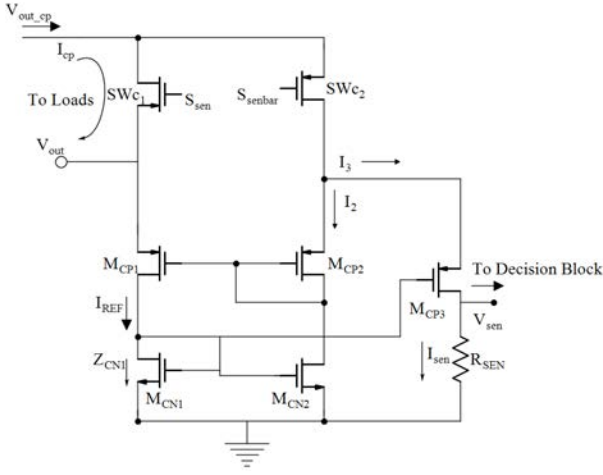 V_out_cp
I_cp
To Loads
SWc_1
S_sen
S_senbar
SWc_2
V_out
I_3
I_2
M_CP1
M_CP2
To Decision Block
M_CP3
V_sen
I_REF
Z_CN1
I_sen
R_SEN
M_CN1
M_CN2